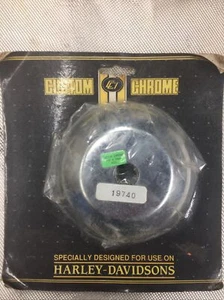 CUSTOM CHROME
19740
SPECIALLY DESIGNED FOR USE ON
HARLEY-DAVIDSONS